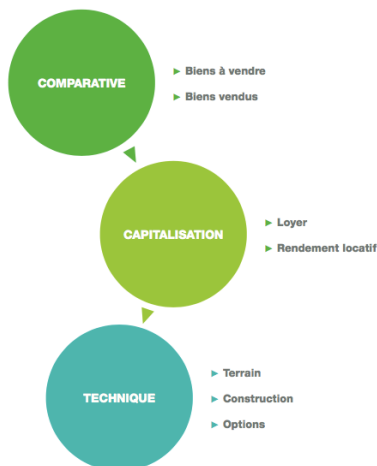 COMPARATIVE
► Biens à vendre
► Biens vendus
CAPITALISATION
► Loyer
► Rendement locatif
TECHNIQUE
► Terrain
► Construction
► Options